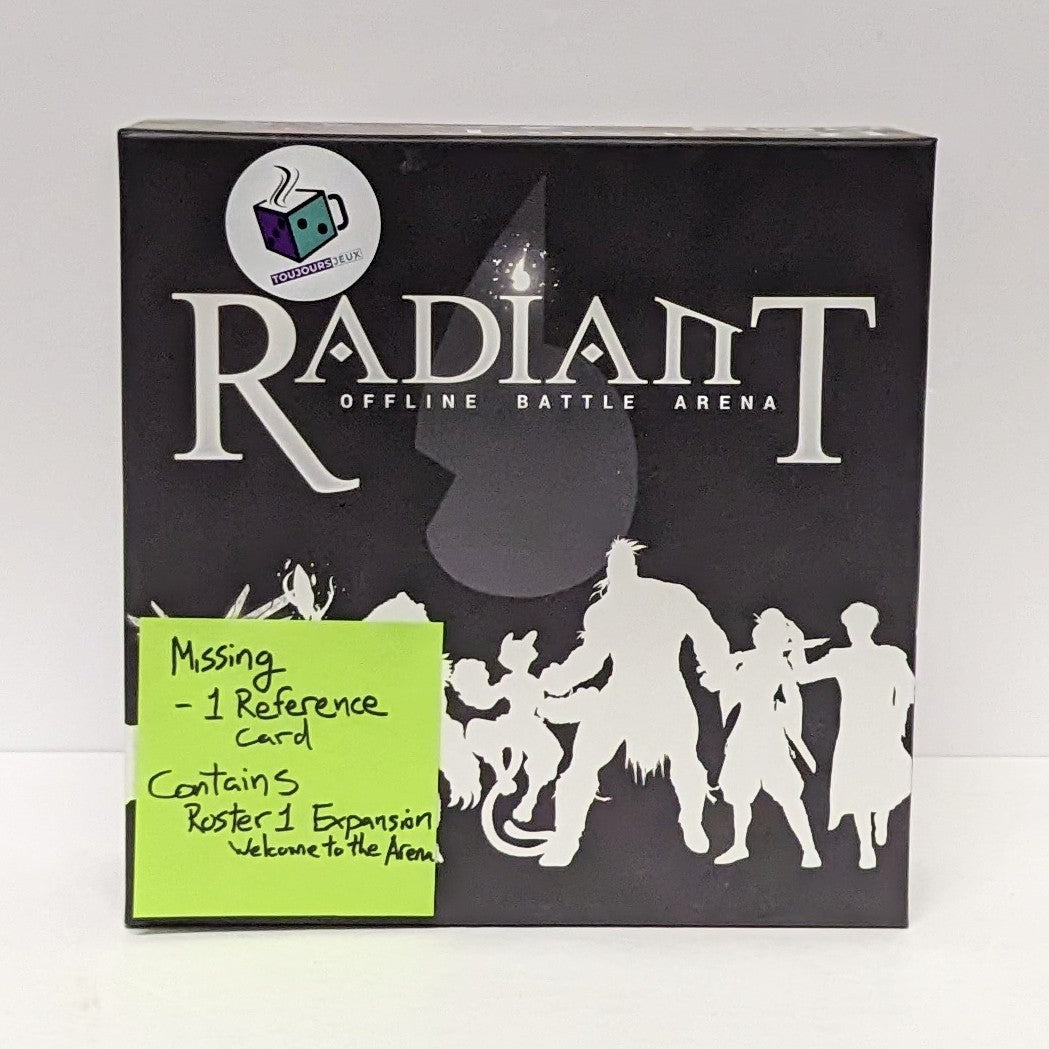 TOUJOURSJEUX
RADIANT
OFFLINE BATTLE ARENA
Missing
- 1 Reference
card
Contains
Roster 1 Expansion
Welcome to the Arena